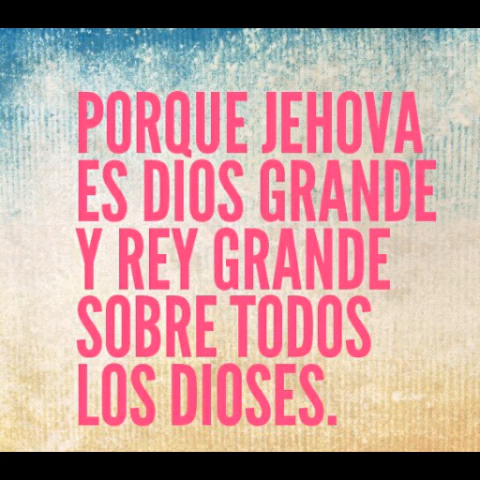 PORQUE JEHOVA
ES DIOS GRANDE
Y REY GRANDE
SOBRE TODOS
LOS DIOSES.